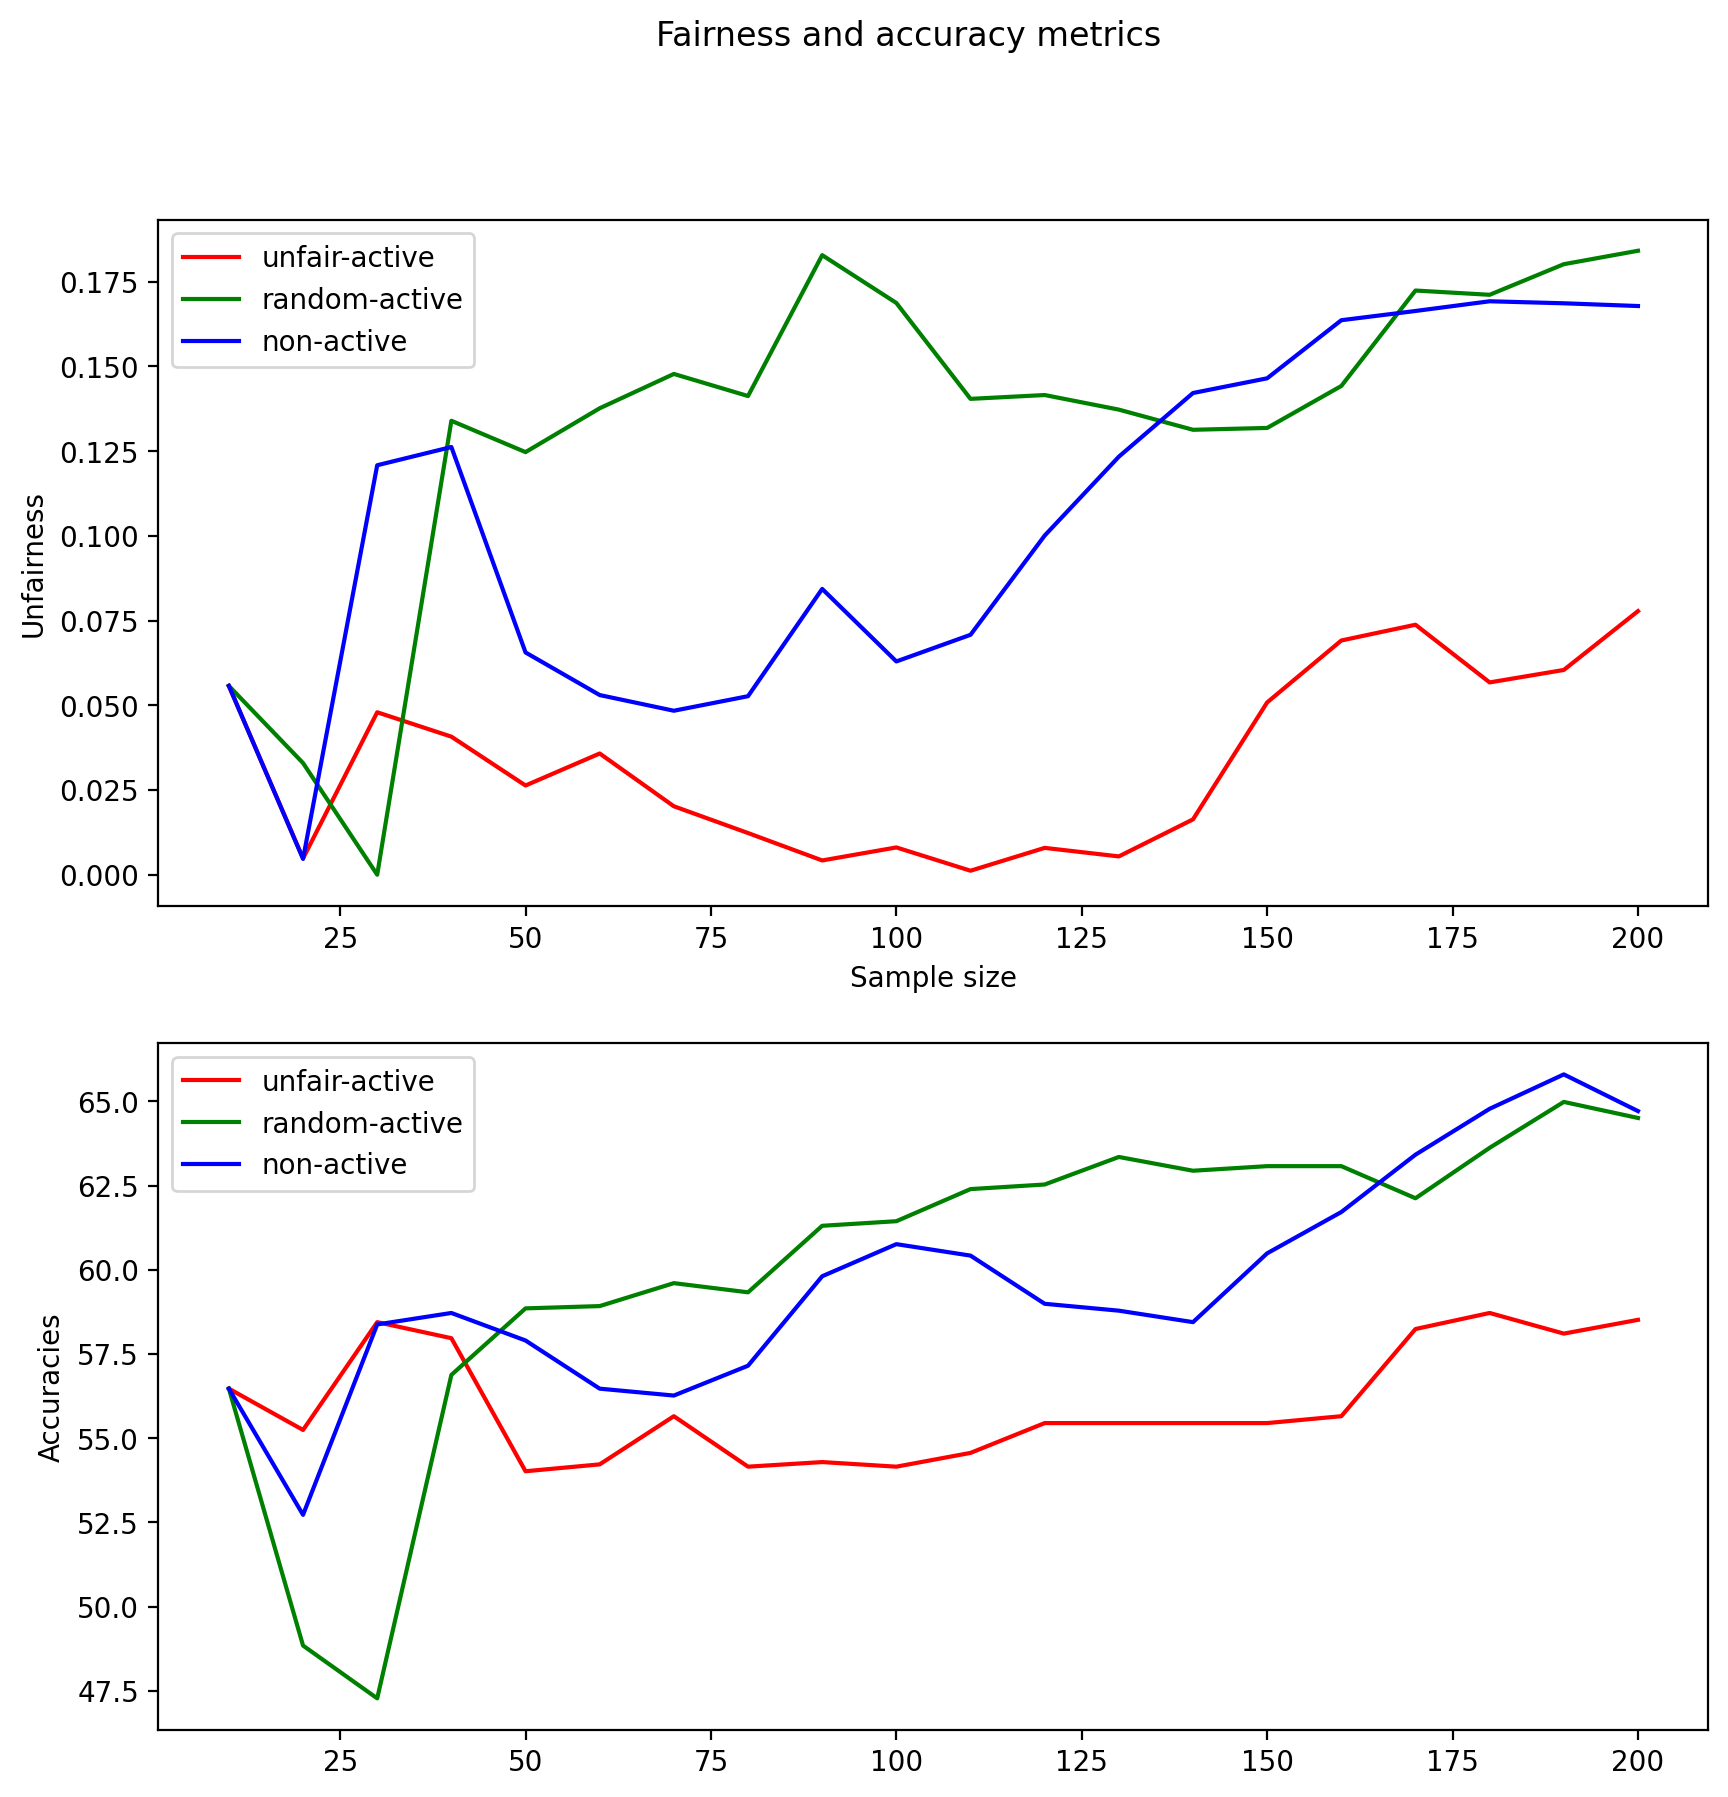 Fairness and accuracy metrics
unfair-active
random-active
non-active
0.175
0.150
0.125
0.100
0.075
0.050
0.025
0.000
Unfairness
25 50 75 100 125 150 175 200
Sample size
unfair-active
random-active
non-active
65.0
62.5
60.0
57.5
55.0
52.5
50.0
47.5
Accuracies
25 50 75 100 125 150 175 200